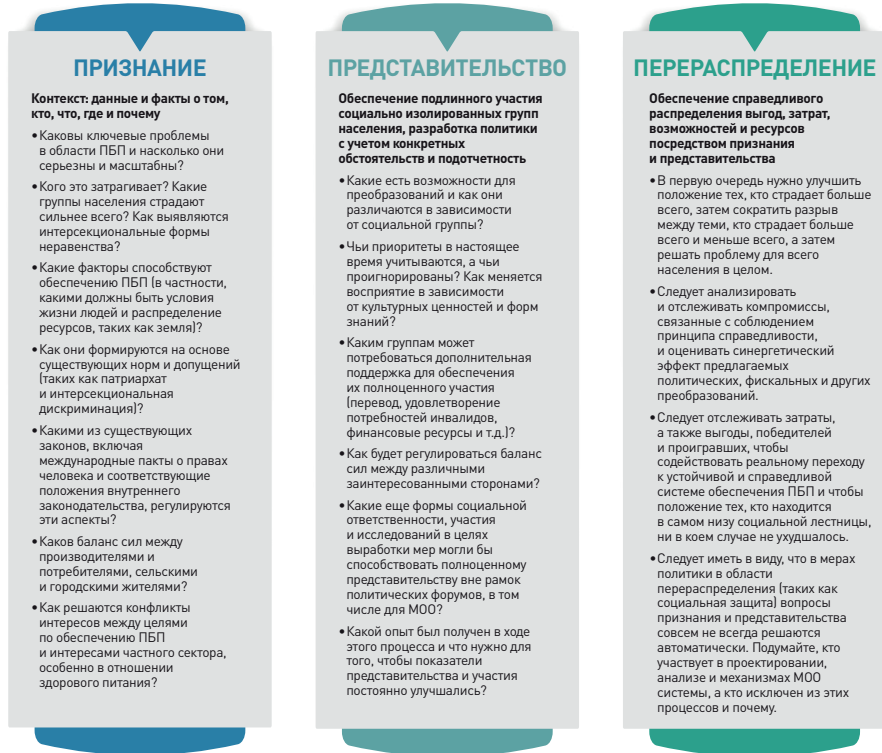 ПРИЗНАНИЕ
Контекст: данные и факты о том,
кто, что, где и почему
• Каковы ключевые проблемы
в области ПБП и насколько они
серьезны и масштабны?
• Кого это затрагивает? Какие
группы населения страдают
сильнее всего? Как выявляются
интерсекциональные формы
неравенства?
• Какие факторы способствуют
обеспечению ПБП (в частности,
какими должны быть условия
жизни людей и распределение
ресурсов, таких как земля)?
• Как они формируются на основе
существующих норм и допущений
(таких как патриархат
и интерсекциональная
дискриминация)?
• Какими из существующих
законов, включая
международные пакты о правах
человека и соответствующие
положения внутреннего
законодательства, регулируются
эти аспекты?
• Каков баланс сил между
производителями и
потребителями, сельскими
и городскими жителями?
• Как решаются конфликты
интересов между целями
по обеспечению ПБП
и интересами частного сектора,
особенно в отношении
здорового питания?
ПРЕДСТАВИТЕЛЬСТВО
Обеспечение подлинного участия
социально изолированных групп
населения, разработка политики
с учетом конкретных
обстоятельств и подотчетность
• Какие есть возможности для
преобразований и как они
различаются в зависимости
от социальной группы?
• Чьи приоритеты в настоящее
время учитываются, а чьи
проигнорированы? Как меняется
восприятие в зависимости
от культурных ценностей и форм
знаний?
• Каким группам может
потребоваться дополнительная
поддержка для обеспечения
их полноценного участия
(перевод, удовлетворение
потребностей инвалидов,
финансовые ресурсы и т.д.)?
• Как будет регулироваться баланс
сил между различными
заинтересованными сторонами?
• Какие еще формы социальной
ответственности, участия
и исследований в целях
выработки мер могли бы
способствовать полноценному
представительству вне рамок
политических форумов, в том
числе для МОО?
• Какой опыт был получен в ходе
этого процесса и что нужно для
того, чтобы показатели
представительства и участия
постоянно улучшались?
ПЕРЕРАСПРЕДЕЛЕНИЕ
Обеспечение справедливого
распределения выгод, затрат,
возможностей и ресурсов
посредством признания
и представительства
• В первую очередь нужно улучшить
положение тех, кто страдает больше
всего, затем сократить разрыв
между теми, кто страдает больше
всего и меньше всего, а затем
решать проблему для всего
населения в целом.
• Следует анализировать
и отслеживать компромиссы,
связанные с соблюдением
принципа справедливости,
и оценивать синергетический
эффект предлагаемых
политических, фискальных и других
преобразований.
• Следует отслеживать затраты,
а также выгоды, победителей
и проигравших, чтобы
содействовать реальному переходу
к устойчивой и справедливой
системе обеспечения ПБП и чтобы
положение тех, кто находится
в самом низу социальной лестницы,
ни в коем случае не ухудшалось.
• Следует иметь в виду, что в мерах
политики в области
перераспределения (таких как
социальная защита) вопросы
признания и представительства
совсем не всегда решаются
автоматически. Подумайте, кто
участвует в проектировании,
анализе и механизмах МОО
системы, а кто исключен из этих
процессов и почему.